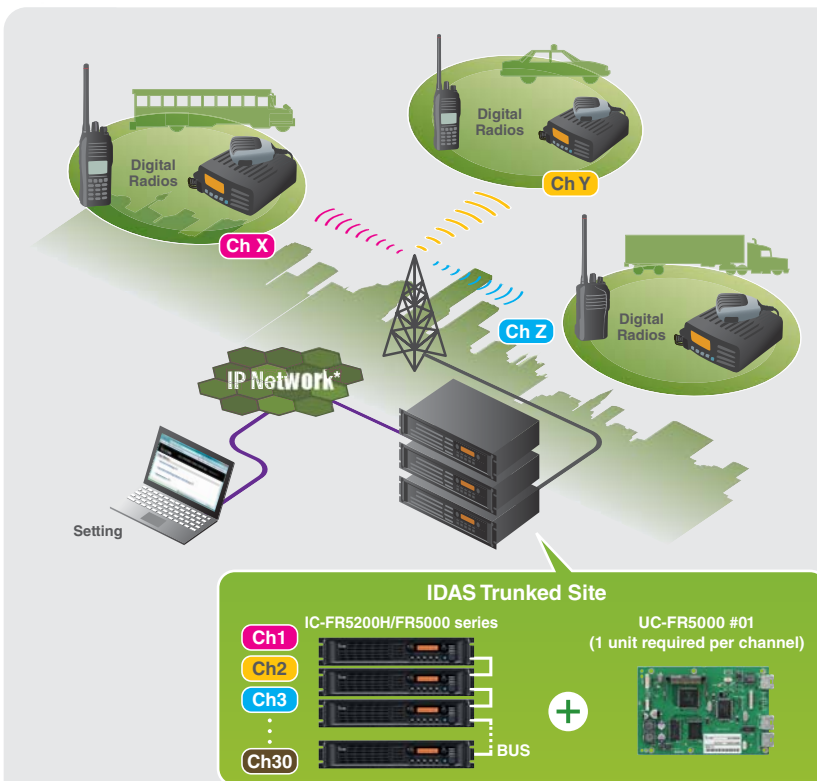 Digital
Radios
Ch X
Digital
Radios
Ch Y
Digital
Radios
Ch Z
IP Network*
Setting
IDAS Trunked Site
IC-FR5200H/FR5000 series
Ch1
Ch2
Ch3
Ch30
BUS
UC-FR5000 #01
(1 unit required per channel)